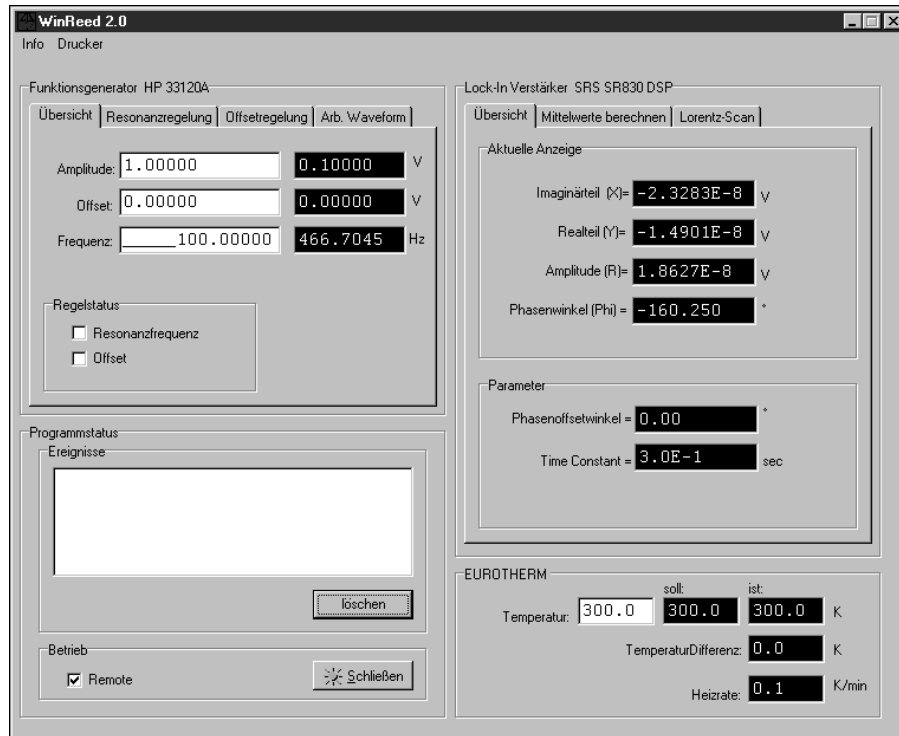 WinReed 2.0
Info Drucker
Funktionsgenerator HP 33120A
Übersicht Resonanzregelung Offsetregelung Arb. Waveform
Amplitude: 1.00000 0.10000 V
Offset: 0.00000 0.00000 V
Frequenz: ______100.00000 466.7045 Hz
Regelstatus
Resonanzfrequenz
Offset
Programmstatus
Ereignisse
löschen
Betrieb
Remote
Schließen
Lock-In Verstärker SRS SR830 DSP
Übersicht Mittelwerte berechnen Lorentz-Scan
Aktuelle Anzeige
Imaginärteil (X)= -2.3283E-8 V
Realteil (Y)= -1.4901E-8 V
Amplitude (R)= 1.8627E-8 V
Phasenwinkel (Phi) = -160.250 °
Parameter
Phasenoffsetwinkel = 0.00 °
Time Constant = 3.0E-1 sec
EUROTHERM
soll: ist:
Temperatur: 300.0 300.0 300.0 K
TemperaturDifferenz: 0.0 K
Heizrate: 0.1 K/min